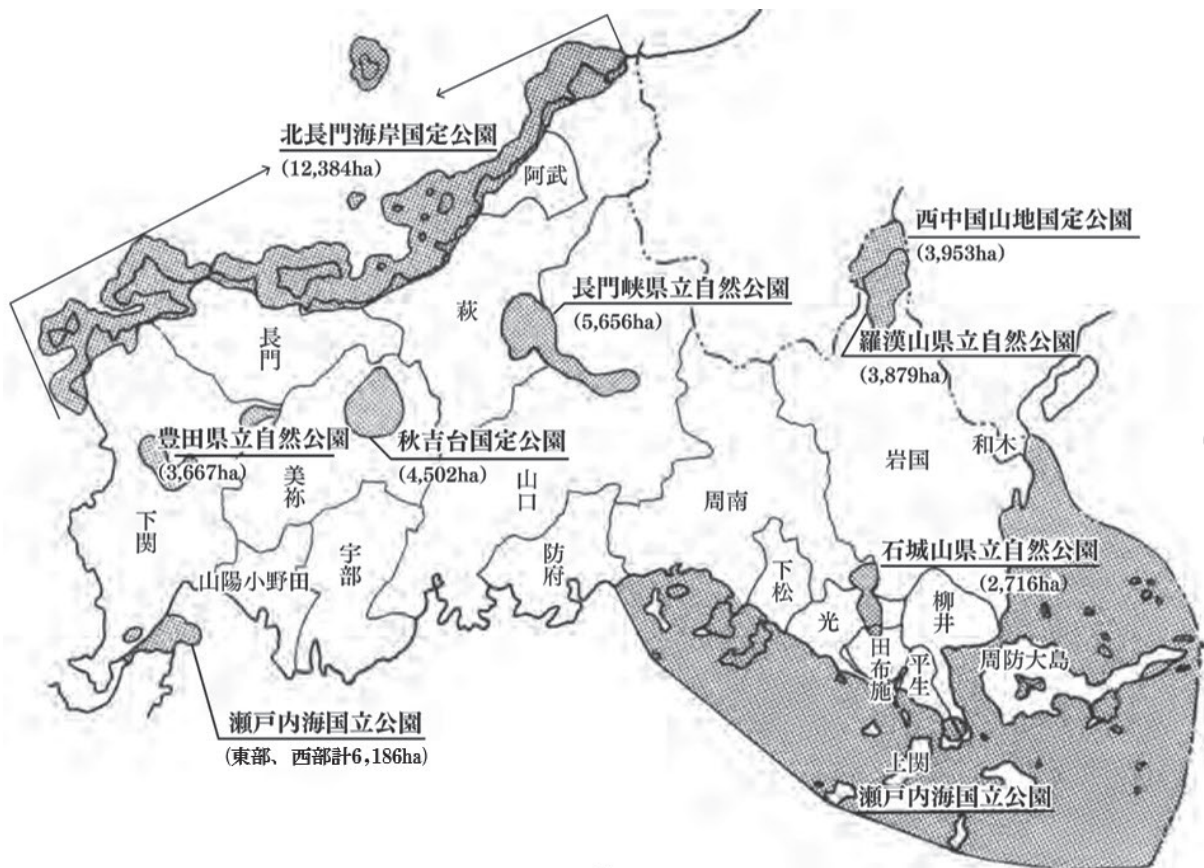 北長門海岸国定公園
(12,384ha)
阿武
西中国山地国定公園
(3,953ha)
長門峡県立自然公園
(5,656ha)
萩
羅漢山県立自然公園
(3,879ha)
長門
豊田県立自然公園
(3,667ha)
秋吉台国定公園
(4,502ha)
和木
岩国
美祢
山口
周南
下関
宇部
防府
石城山県立自然公園
(2,716ha)
山陽小野田
下松
光
柳井
田布施
平生
周防大島
瀬戸内海国立公園
(東部、西部計6,186ha)
上関
瀬戸内海国立公園